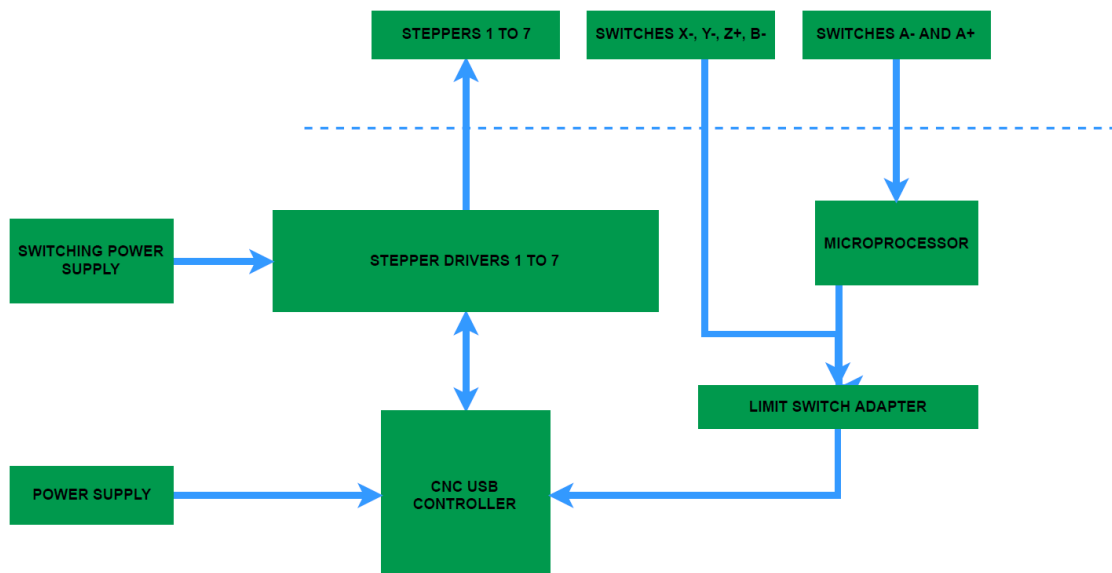 STEPPERS 1 TO 7
SWITCHES X-, Y-, Z+, B-
SWITCHES A- AND A+
MICROPROCESSOR
SWITCHING POWER
SUPPLY
STEPPER DRIVERS 1 TO 7
LIMIT SWITCH ADAPTER
POWER SUPPLY
CNC USB
CONTROLLER